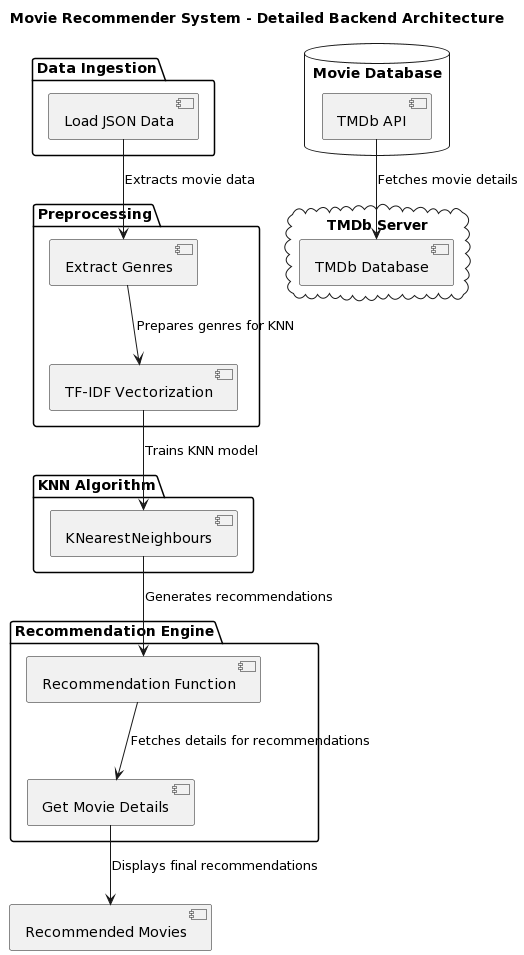 Movie Recommender System - Detailed Backend Architecture
Data Ingestion
Load JSON Data
Movie Database
TMDb API
Extracts movie data
Fetches movie details
Preprocessing
Extract Genres
TMDb Server
TMDb Database
Prepares genres for KNN
TF-IDF Vectorization
Trains KNN model
KNN Algorithm
KNearestNeighbours
Generates recommendations
Recommendation Engine
Recommendation Function
Fetches details for recommendations
Get Movie Details
Displays final recommendations
Recommended Movies